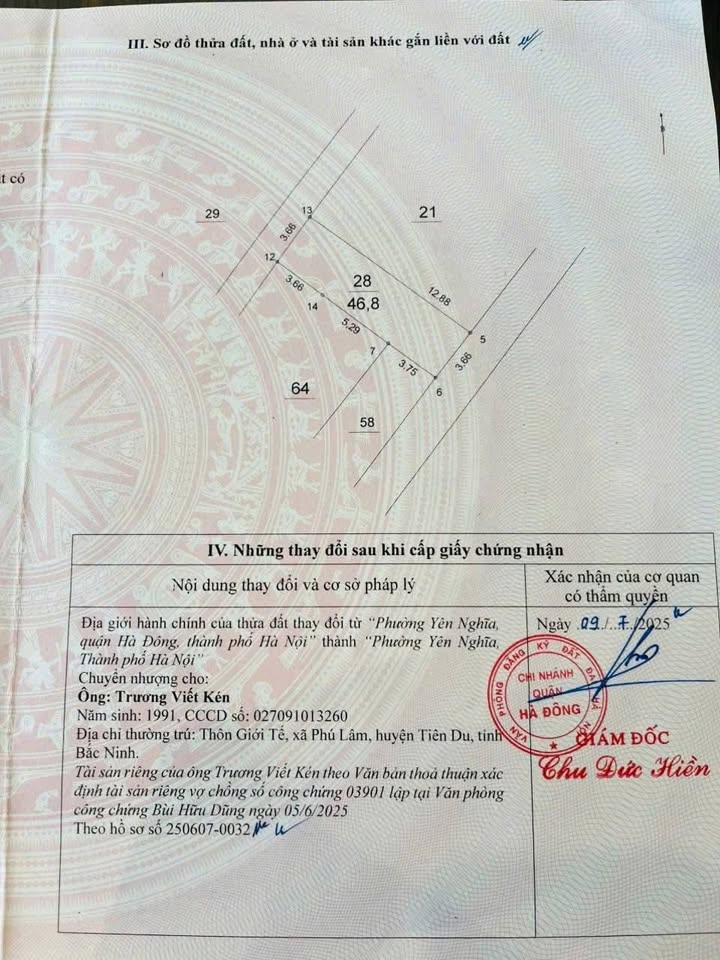 III. Sơ đồ thửa đất, nhà ở và tài sản khác gắn liền với đất
t có
29
13
21
3.66
12
3.66
28
46,8
12.88
14
5.29
5
7
3.75
3.66
6
64
58
IV. Những thay đổi sau khi cấp giấy chứng nhận
Nội dung thay đổi và cơ sở pháp lý
Xác nhận của cơ quan
có thẩm quyền
Địa giới hành chính của thửa đất thay đổi từ “Phường Yên Nghĩa,
quận Hà Đông, thành phố Hà Nội” thành “Phường Yên Nghĩa,
Thành phố Hà Nội”
Chuyển nhượng cho:
Ông: Trương Viết Kén
Năm sinh: 1991, CCCD số: 027091013260
Địa chỉ thường trú: Thôn Giới Tế, xã Phú Lâm, huyện Tiên Du, tỉnh
Bắc Ninh.
Tài sản riêng của ông Trương Viết Kén theo Văn bản thoả thuận xác
định tài sản riêng vợ chồng số công chứng 03901 lập tại Văn phòng
công chứng Bùi Hữu Dũng ngày 05/6/2025
Theo hồ sơ số 250607-0032
Ngày 09/7/2025
VĂN PHÒNG ĐĂNG KÝ ĐẤT ĐAI HÀ NỘI
CHI NHÁNH
QUẬN
HÀ ĐÔNG
GIÁM ĐỐC
Chu Đức Hiền